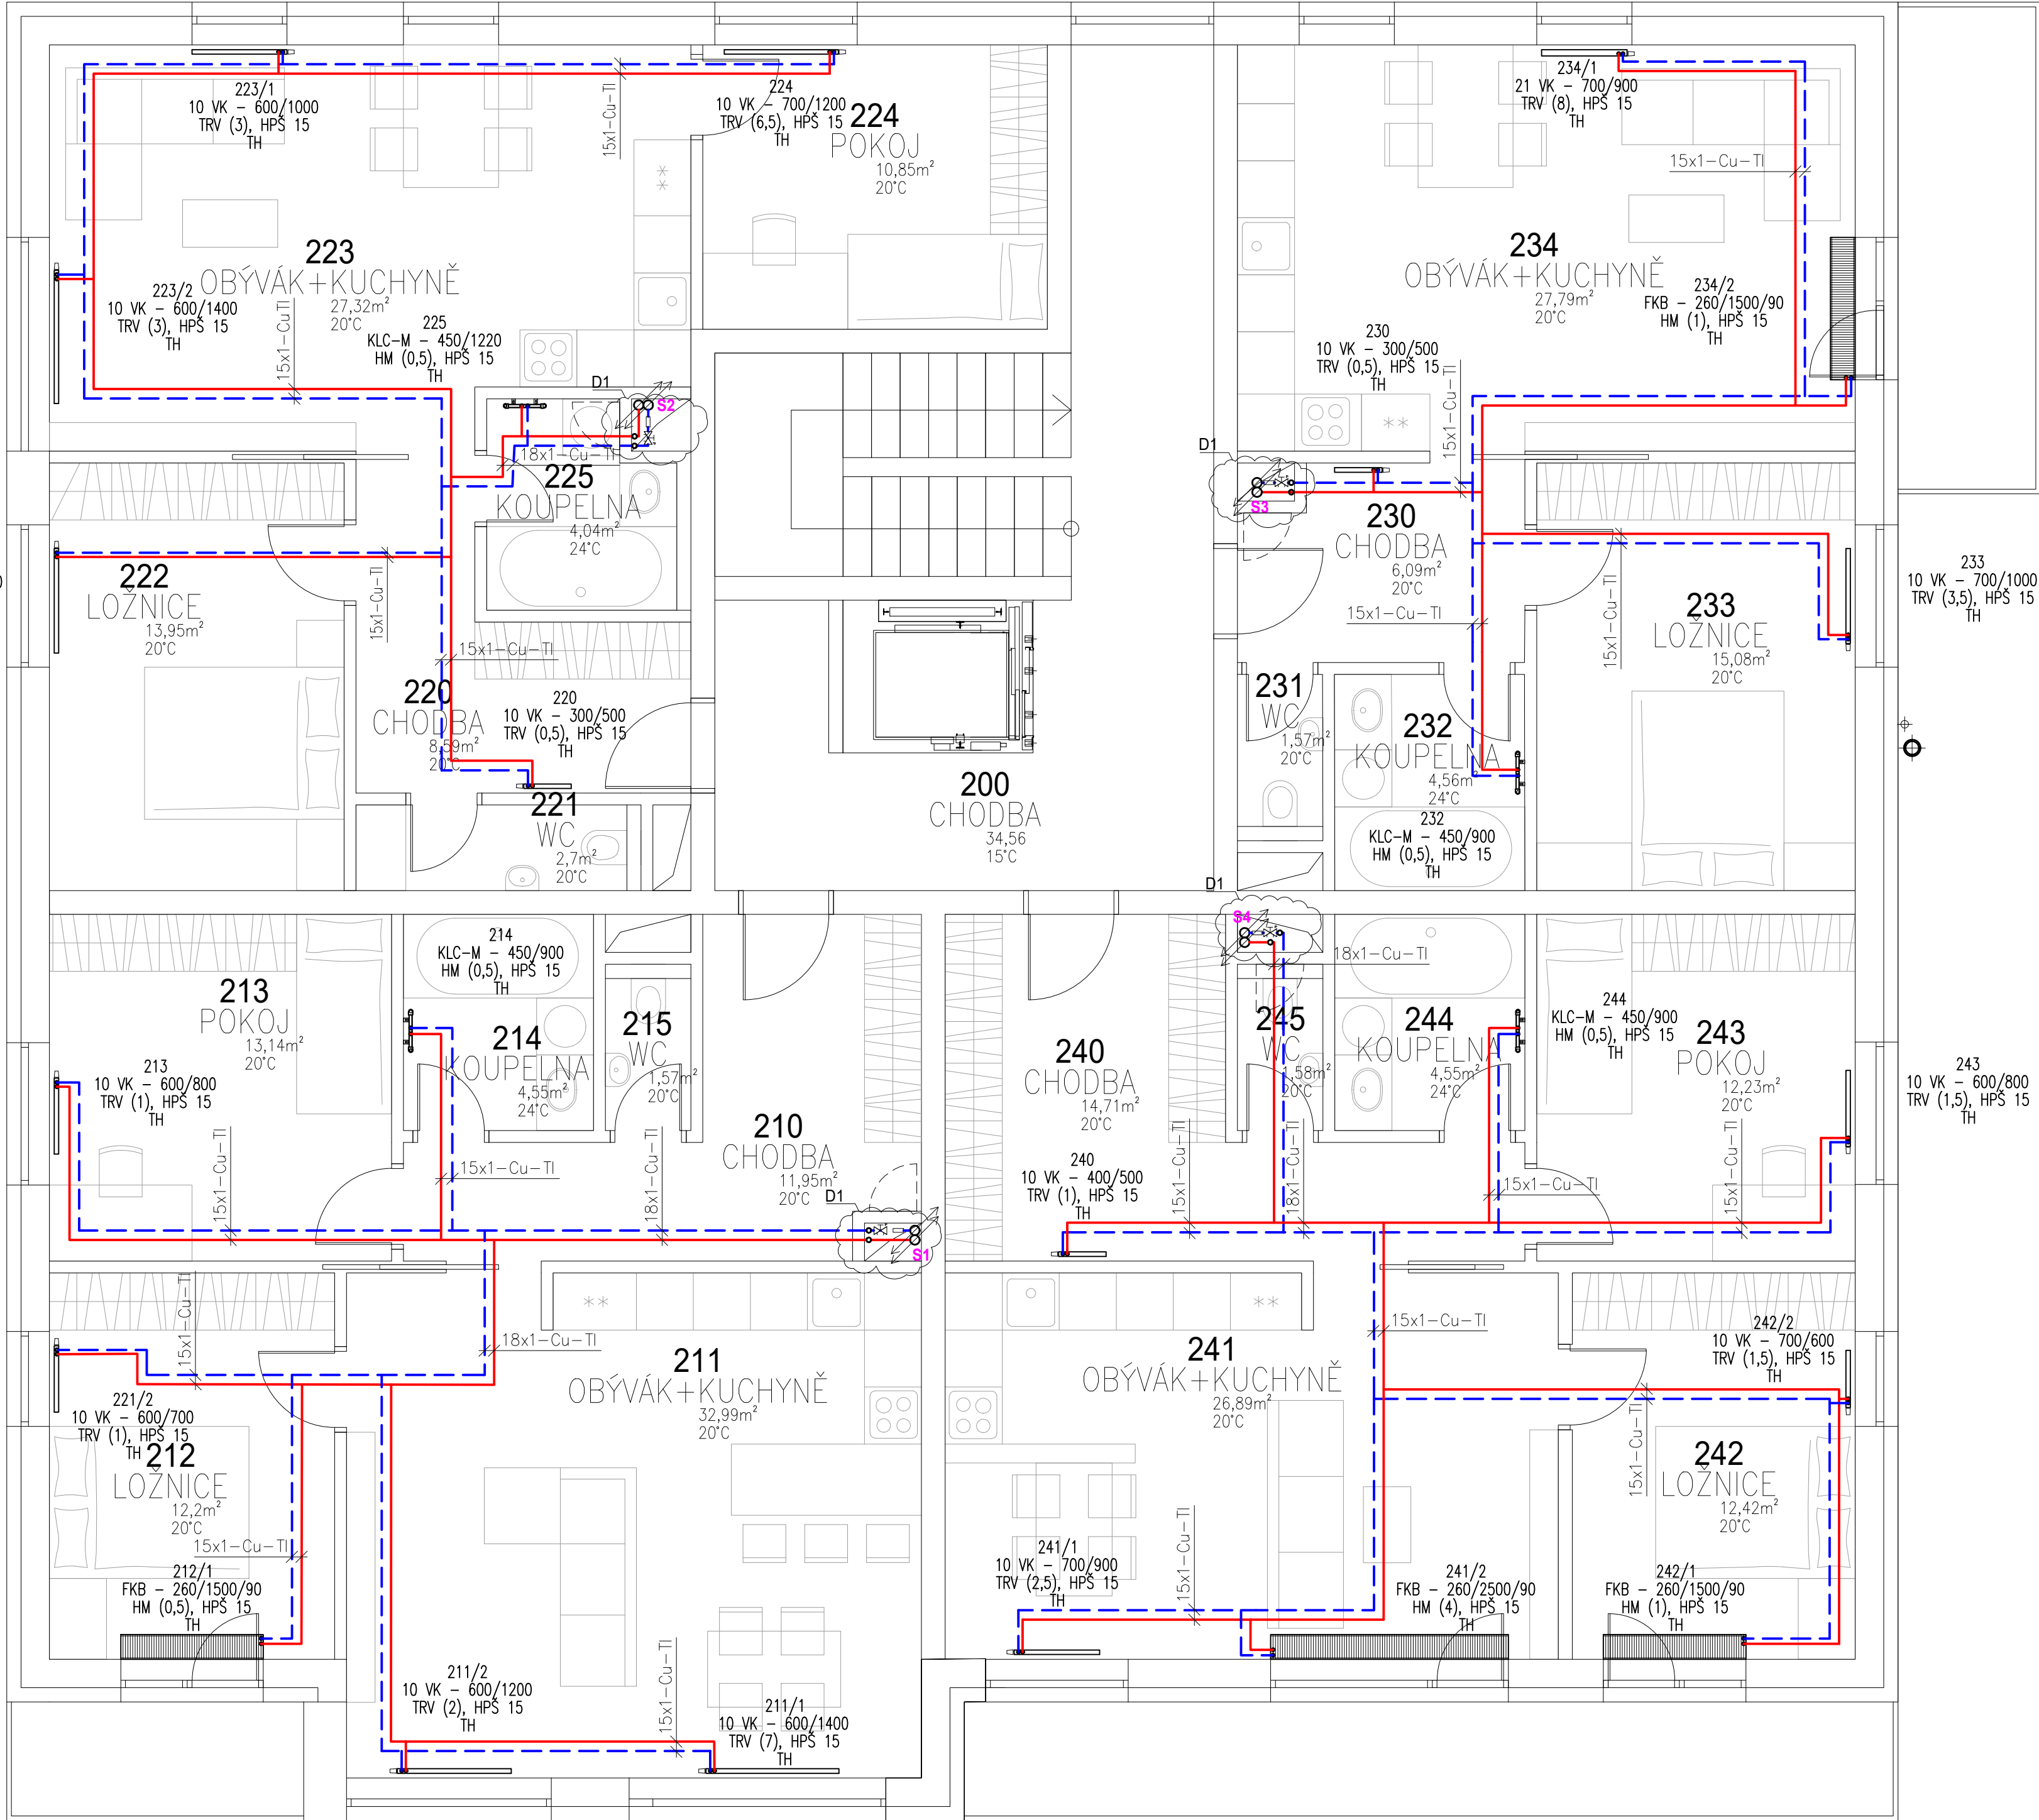 223/1
10 VK – 600/1000
TRV (3), HPŠ 15
TH
15x1-Cu-TI
224
10 VK – 700/1200
TRV (6,5), HPŠ 15
TH
224
POKOJ
10,85m²
20°C
234/1
21 VK – 700/900
TRV (8), HPŠ 15
TH
15x1-Cu-TI
**
223
OBÝVÁK+KUCHYNĚ
27,32m²
20°C
223/2
10 VK – 600/1400
TRV (3), HPŠ 15
TH
15x1-CuTI
225
KLC-M – 450/1220
HM (0,5), HPŠ 15
TH
234
OBÝVÁK+KUCHYNĚ
27,79m²
20°C
234/2
FKB – 260/1500/90
HM (1), HPŠ 15
TH
230
10 VK – 300/500
TRV (0,5), HPŠ 15
TH
15x1-Cu-TI
**
D1
S2
18x1-Cu-TI
225
KOUPELNA
4,04m²
24°C
D1
S3
230
CHODBA
6,09m²
20°C
15x1-Cu-TI
15x1-Cu-TI
222
LOŽNICE
13,95m²
20°C
15x1-Cu-TI
15x1-Cu-TI
233
LOŽNICE
15,08m²
20°C
233
10 VK – 700/1000
TRV (3,5), HPŠ 15
TH
220
CHODBA
8,59m²
20°C
220
10 VK – 300/500
TRV (0,5), HPŠ 15
TH
221
WC
2,7m²
20°C
200
CHODBA
34,56
15°C
231
WC
1,57m²
20°C
232
KOUPELNA
4,56m
24°C
232
KLC-M – 450/900
HM (0,5), HPŠ 15
TH
D1
S4
18x1-Cu-TI
214
KLC-M – 450/900
HM (0,5), HPŠ 15
TH
213
POKOJ
13,14m²
20°C
213
10 VK – 600/800
TRV (1), HPŠ 15
TH
15x1-Cu-TI
214
KOUPELNA
4,55m²
24°C
215
WC
1,57m²
20°C
15x1-Cu-TI
18x1-Cu-TI
210
CHODBA
11,95m²
20°C
D1
S1
240
CHODBA
14,71m²
20°C
240
10 VK – 400/500
TRV (1), HPŠ 15
TH
15x1-Cu-TI
245
WC
1,58m²
20°C
18x1-Cu-TI
244
KOUPELNA
4,55m²
24°C
15x1-Cu-TI
244
KLC-M – 450/900
HM (0,5), HPŠ 15
TH
243
POKOJ
12,23m²
20°C
15x1-Cu-TI
243
10 VK – 600/800
TRV (1,5), HPŠ 15
TH
15x1-Cu-TI
18x1-Cu-TI
**
**
211
OBÝVÁK+KUCHYNĚ
32,99m²
20°C
241
OBÝVÁK+KUCHYNĚ
26,89m²
20°C
15x1-Cu-TI
242/2
10 VK – 700/600
TRV (1,5), HPŠ 15
TH
221/2
10 VK – 600/700
TRV (1), HPŠ 15
TH
212
LOŽNICE
12,2m²
20°C
15x1-Cu-TI
212/1
FKB – 260/1500/90
HM (0,5), HPŠ 15
TH
15x1-Cu-TI
242
LOŽNICE
12,42m²
20°C
241/1
10 VK – 700/900
TRV (2,5), HPŠ 15
TH
15x1-Cu-TI
241/2
FKB – 260/2500/90
HM (4), HPŠ 15
TH
242/1
FKB – 260/1500/90
HM (1), HPŠ 15
TH
211/2
10 VK – 600/1200
TRV (2), HPŠ 15
TH
15x1-Cu-TI
211/1
10 VK – 600/1400
TRV (7), HPŠ 15
TH